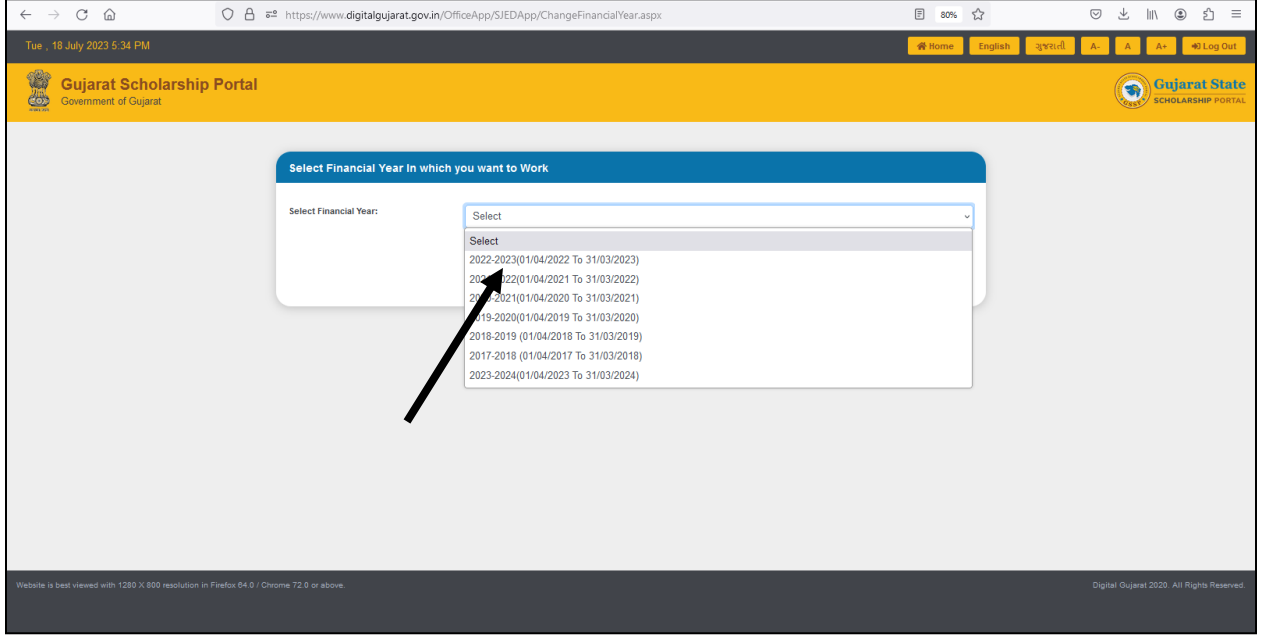 https://www.digitalgujarat.gov.in/OfficeApp/SJEDApp/ChangeFinancialYear.aspx 80%
Tue , 18 July 2023 5:34 PM
Home English ગુજરાતી A- A A+ Log Out
Gujarat Scholarship Portal
Government of Gujarat
Gujarat State
SCHOLARSHIP PORTAL
Select Financial Year In which you want to Work
Select Financial Year:
Select
Select
2022-2023(01/04/2022 To 31/03/2023)
2021-2022(01/04/2021 To 31/03/2022)
2020-2021(01/04/2020 To 31/03/2021)
2019-2020(01/04/2019 To 31/03/2020)
2018-2019 (01/04/2018 To 31/03/2019)
2017-2018 (01/04/2017 To 31/03/2018)
2023-2024(01/04/2023 To 31/03/2024)
Website is best viewed with 1280 X 800 resolution in Firefox 64.0 / Chrome 72.0 or above.
Digital Gujarat 2020. All Rights Reserved.